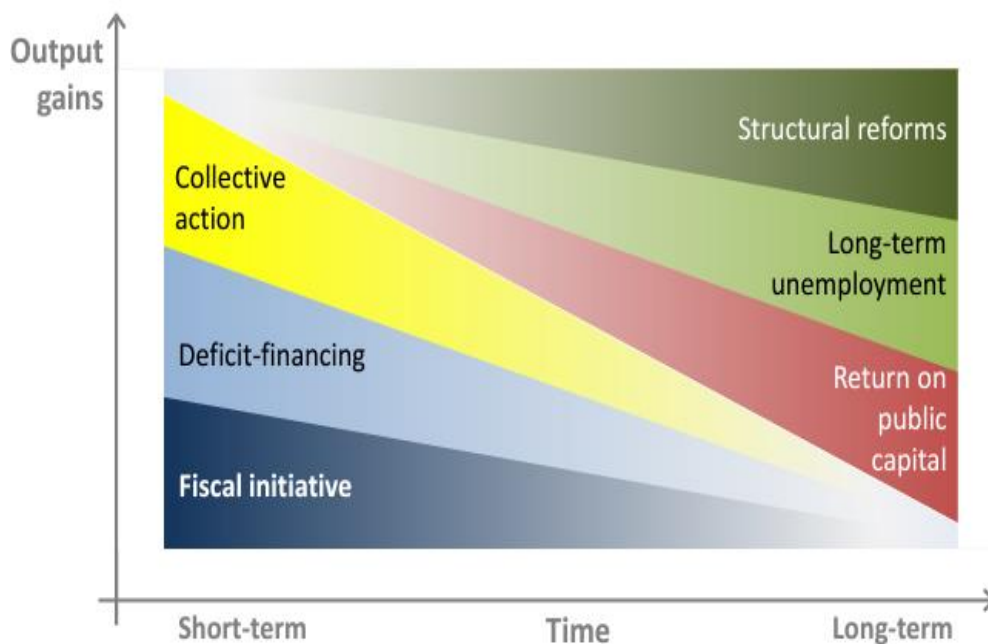 Output
gains
Structural reforms
Collective
action
Long-term
unemployment
Deficit-financing
Return on
public
capital
Fiscal initiative
Short-term
Time
Long-term